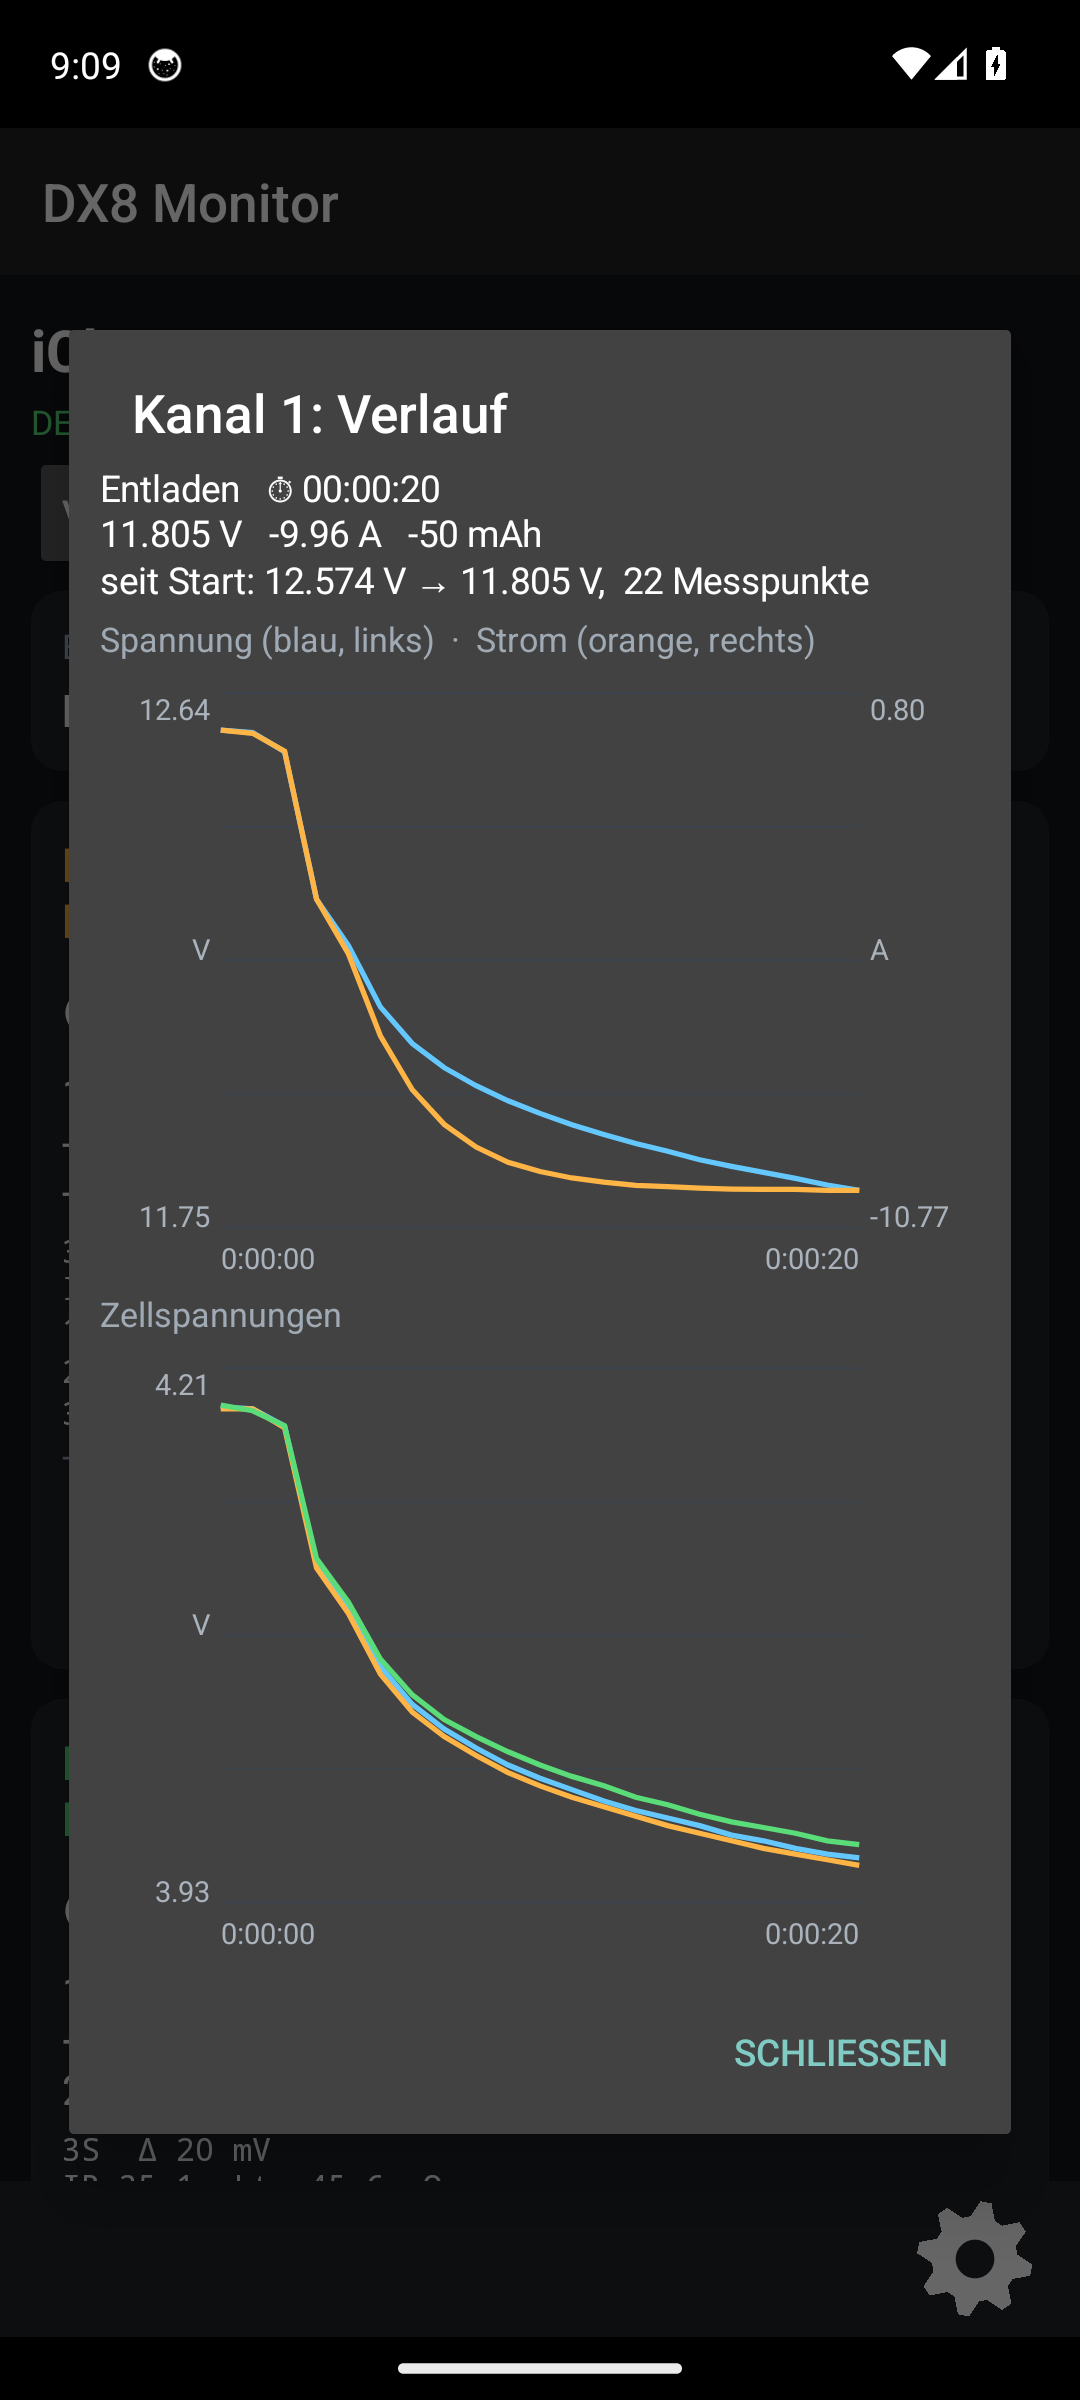 9:09
DX8 Monitor
Kanal 1: Verlauf
Entladen ⏱ 00:00:20
11.805 V -9.96 A -50 mAh
seit Start: 12.574 V → 11.805 V, 22 Messpunkte
Spannung (blau, links) · Strom (orange, rechts)
12.64 0.80
V A
11.75 -10.77
0:00:00 0:00:20
Zellspannungen
4.21
V
3.93
0:00:00 0:00:20
SCHLIESSEN
3S Δ 20 mV